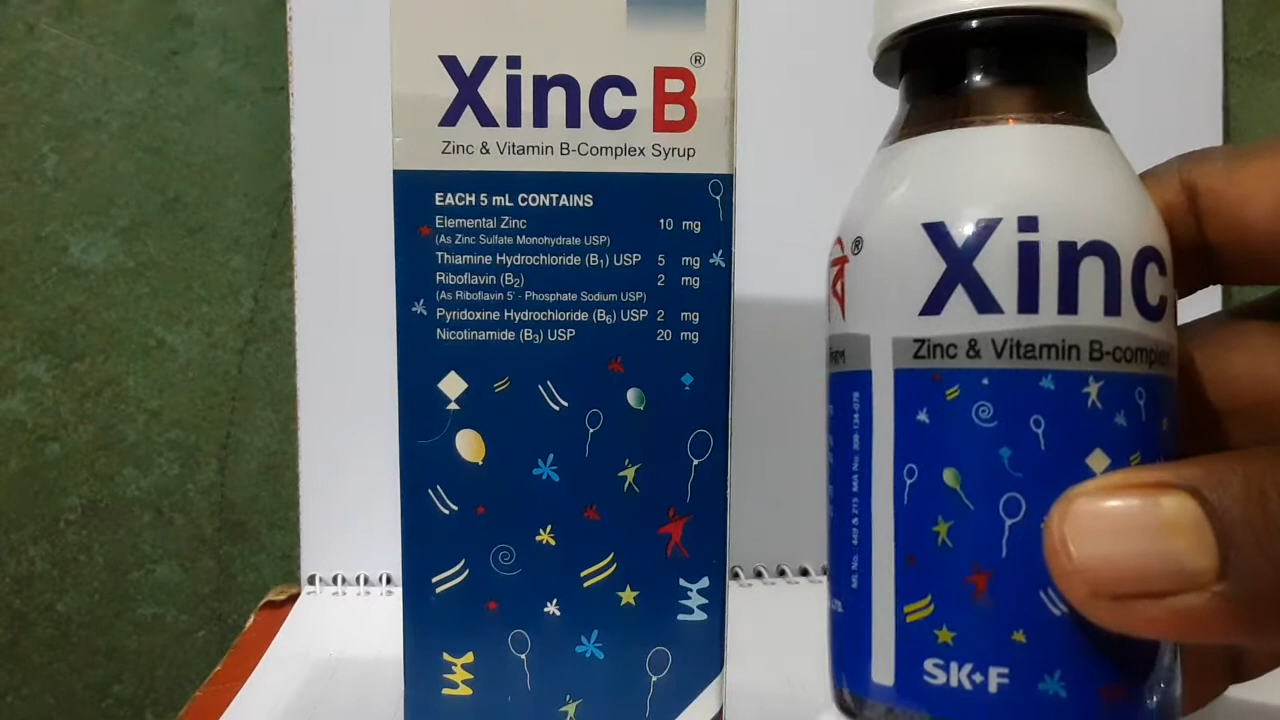 Xinc B®
Zinc & Vitamin B-Complex Syrup
EACH 5 mL CONTAINS
Elemental Zinc 10 mg
(As Zinc Sulfate Monohydrate USP)
Thiamine Hydrochloride (B1) USP 5 mg
Riboflavin (B2) 2 mg
(As Riboflavin 5' - Phosphate Sodium USP)
Pyridoxine Hydrochloride (B6) USP 2 mg
Nicotinamide (B3) USP 20 mg
বি®
Xinc
Zinc & Vitamin B-comple
SK+F